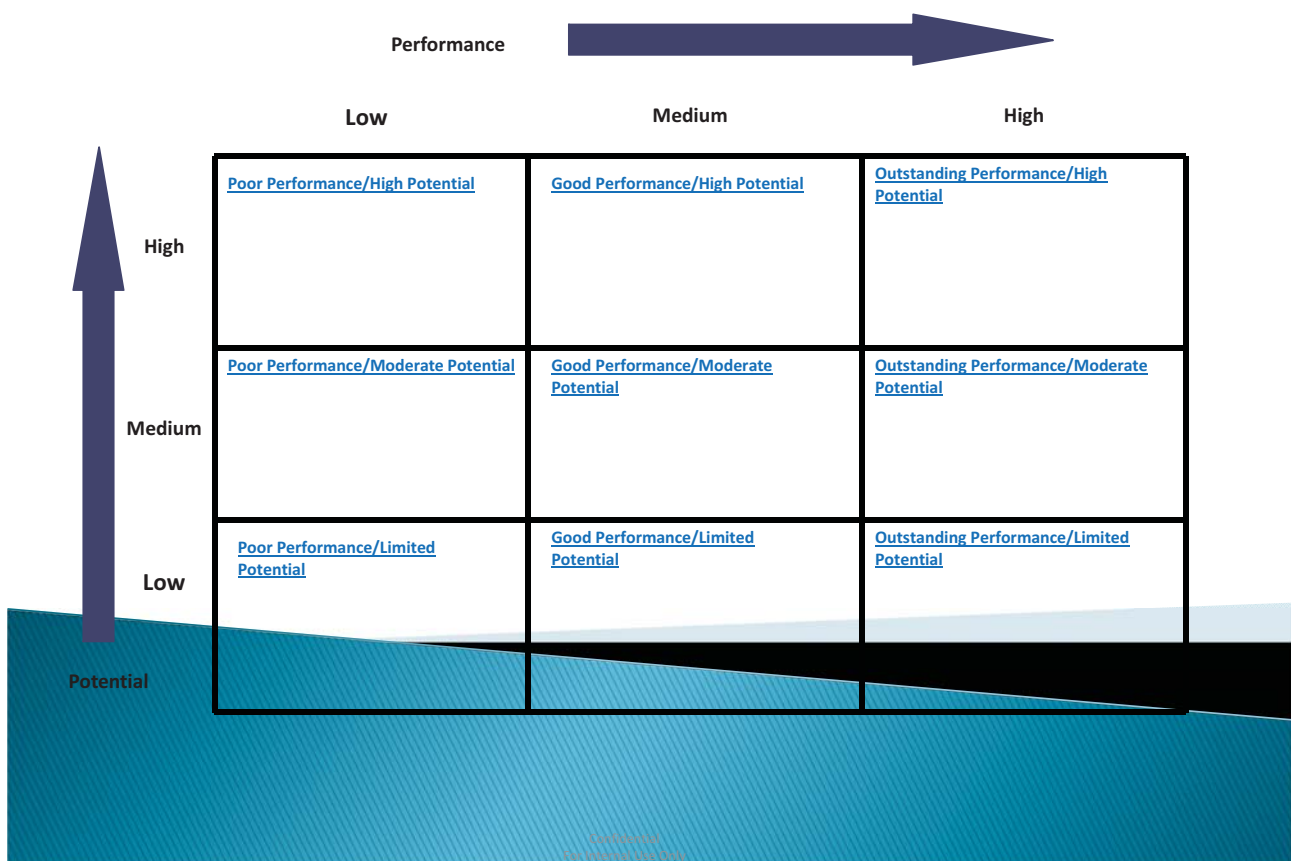 Performance
Low
Medium
High
Poor Performance/High Potential
Good Performance/High Potential
Outstanding Performance/High
Potential
High
Poor Performance/Moderate Potential
Good Performance/Moderate
Potential
Outstanding Performance/Moderate
Potential
Medium
Poor Performance/Limited
Potential
Good Performance/Limited
Potential
Outstanding Performance/Limited
Potential
Low
Potential
Confidential